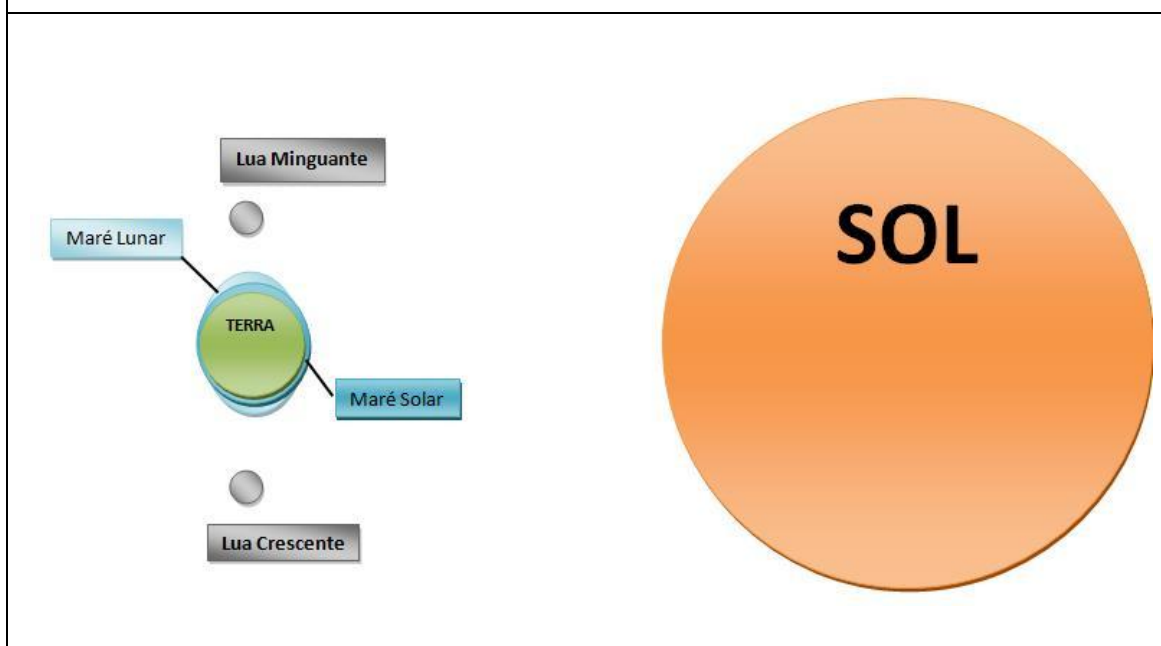 Lua Minguante
SOL
Maré Lunar
TERRA
Maré Solar
Lua Crescente